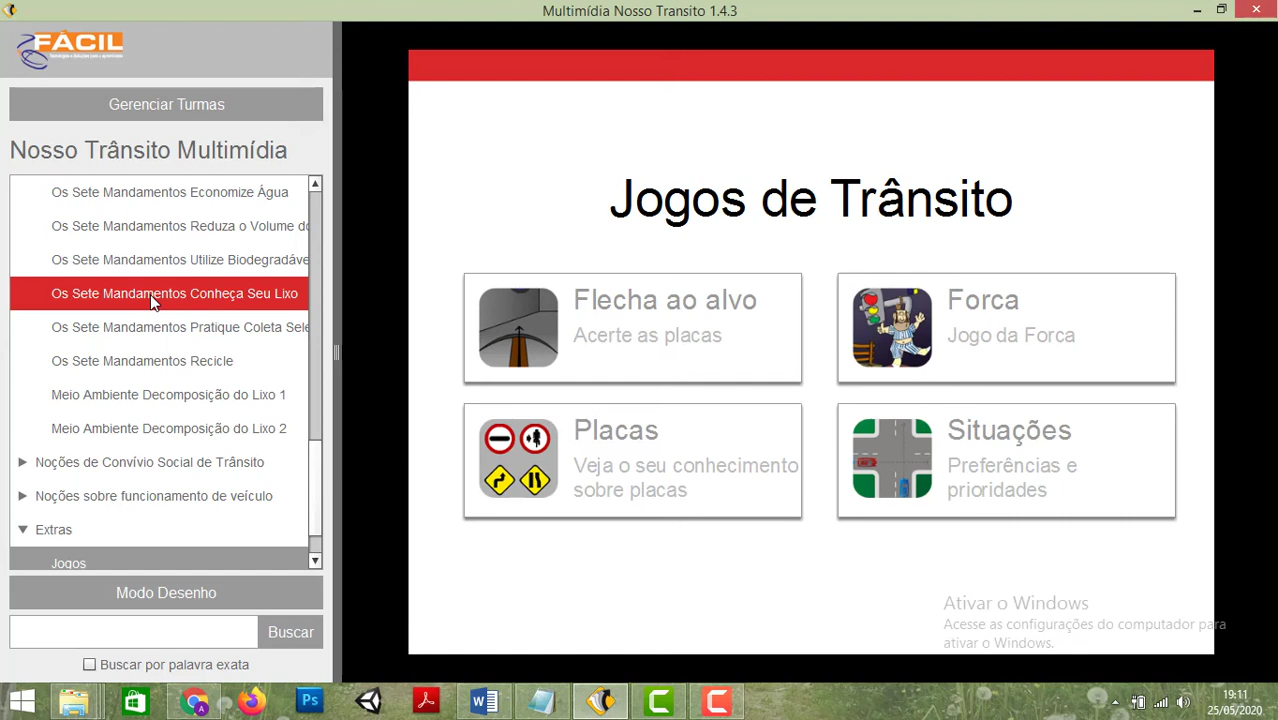 Multimídia Nosso Transito 1.4.3
FÁCIL
Gerenciar Turmas
Nosso Trânsito Multimídia
Os Sete Mandamentos Economize Água
Os Sete Mandamentos Reduza o Volume do
Os Sete Mandamentos Utilize Biodegradáve
Os Sete Mandamentos Conheça Seu Lixo
Os Sete Mandamentos Pratique Coleta Sele
Os Sete Mandamentos Recicle
Meio Ambiente Decomposição do Lixo 1
Meio Ambiente Decomposição do Lixo 2
Noções de Convívio Social de Trânsito
Noções sobre funcionamento de veículo
Extras
Jogos
Modo Desenho
Buscar
Buscar por palavra exata
Jogos de Trânsito
Flecha ao alvo
Acerte as placas
Forca
Jogo da Forca
Placas
Veja o seu conhecimento
sobre placas
Situações
Preferências e
prioridades
Ativar o Windows
Acesse as configurações do computador para
ativar o Windows.
A
Ps
W
C
C
19:11
25/05/2020